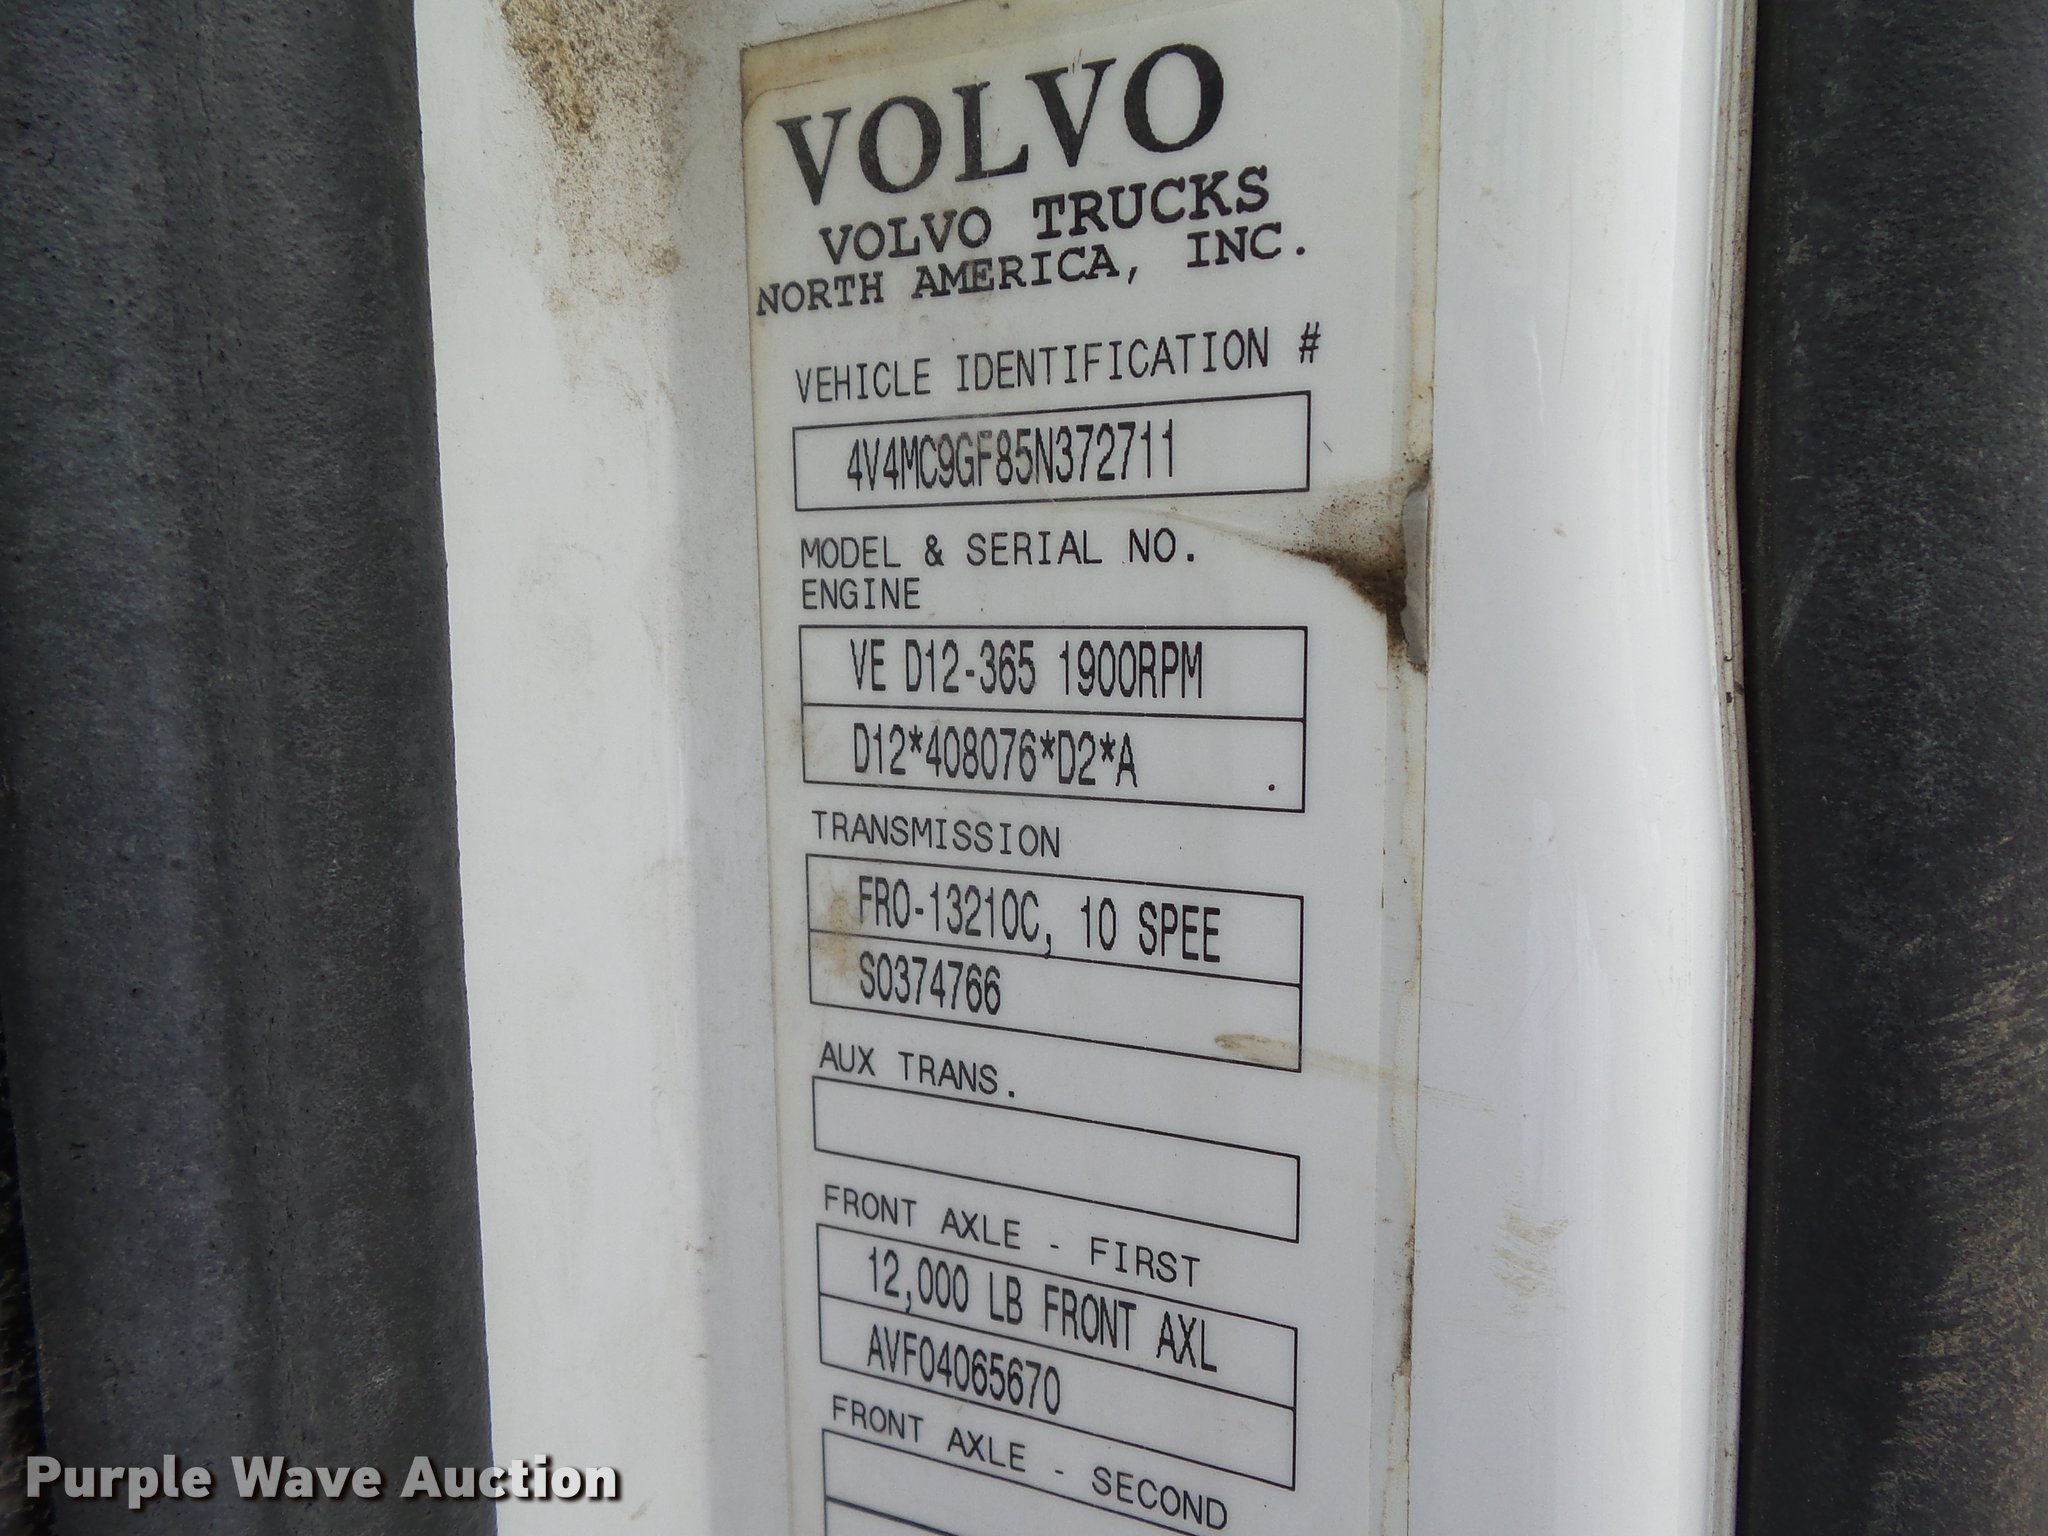 VOLVO
VOLVO TRUCKS
NORTH AMERICA, INC.
VEHICLE IDENTIFICATION #
4V4MC9GF85N372711
MODEL & SERIAL NO.
ENGINE
VE D12-365 1900RPM
D12*408076*D2*A .
TRANSMISSION
FRO-13210C, 10 SPEE
S0374766
AUX TRANS.
FRONT AXLE - FIRST
12,000 LB FRONT AXL
AVF04065670
FRONT AXLE - SECOND
Purple Wave Auction